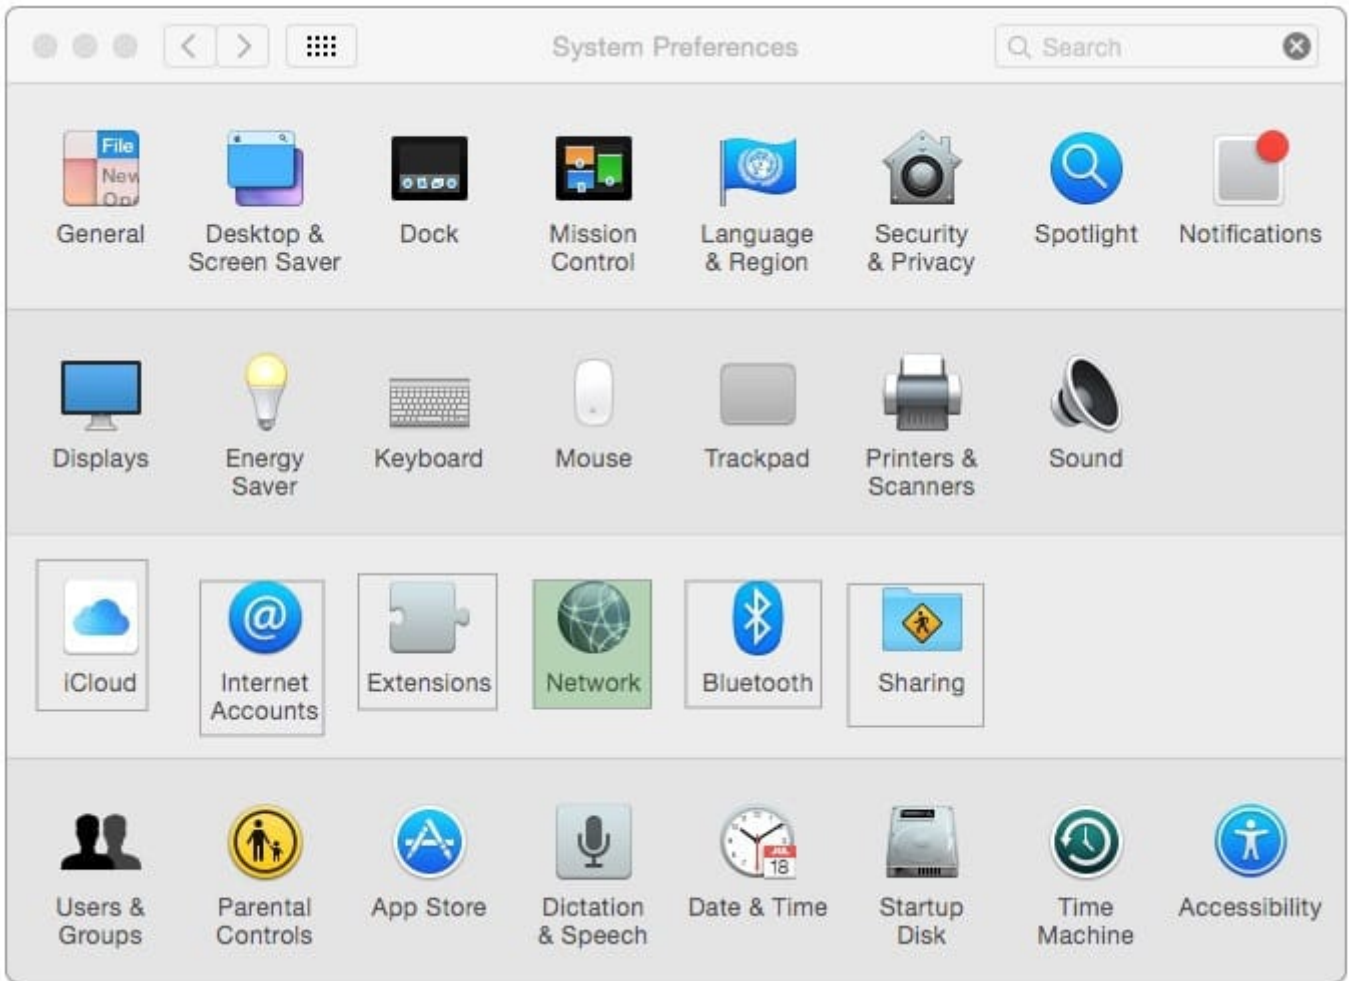 System Preferences
Search
File
New
General
Desktop &
Screen Saver
Dock
Mission
Control
Language
& Region
Security
& Privacy
Spotlight
Notifications
Displays
Energy
Saver
Keyboard
Mouse
Trackpad
Printers &
Scanners
Sound
@
iCloud
Internet
Accounts
Extensions
Network
Bluetooth
Sharing
JUL
18
Users &
Groups
Parental
Controls
App Store
Dictation
& Speech
Date & Time
Startup
Disk
Time
Machine
Accessibility